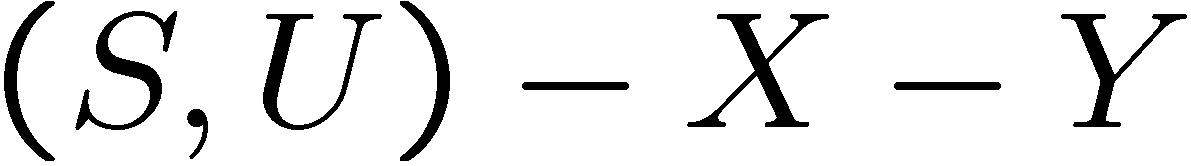 (S, U) − X − Y